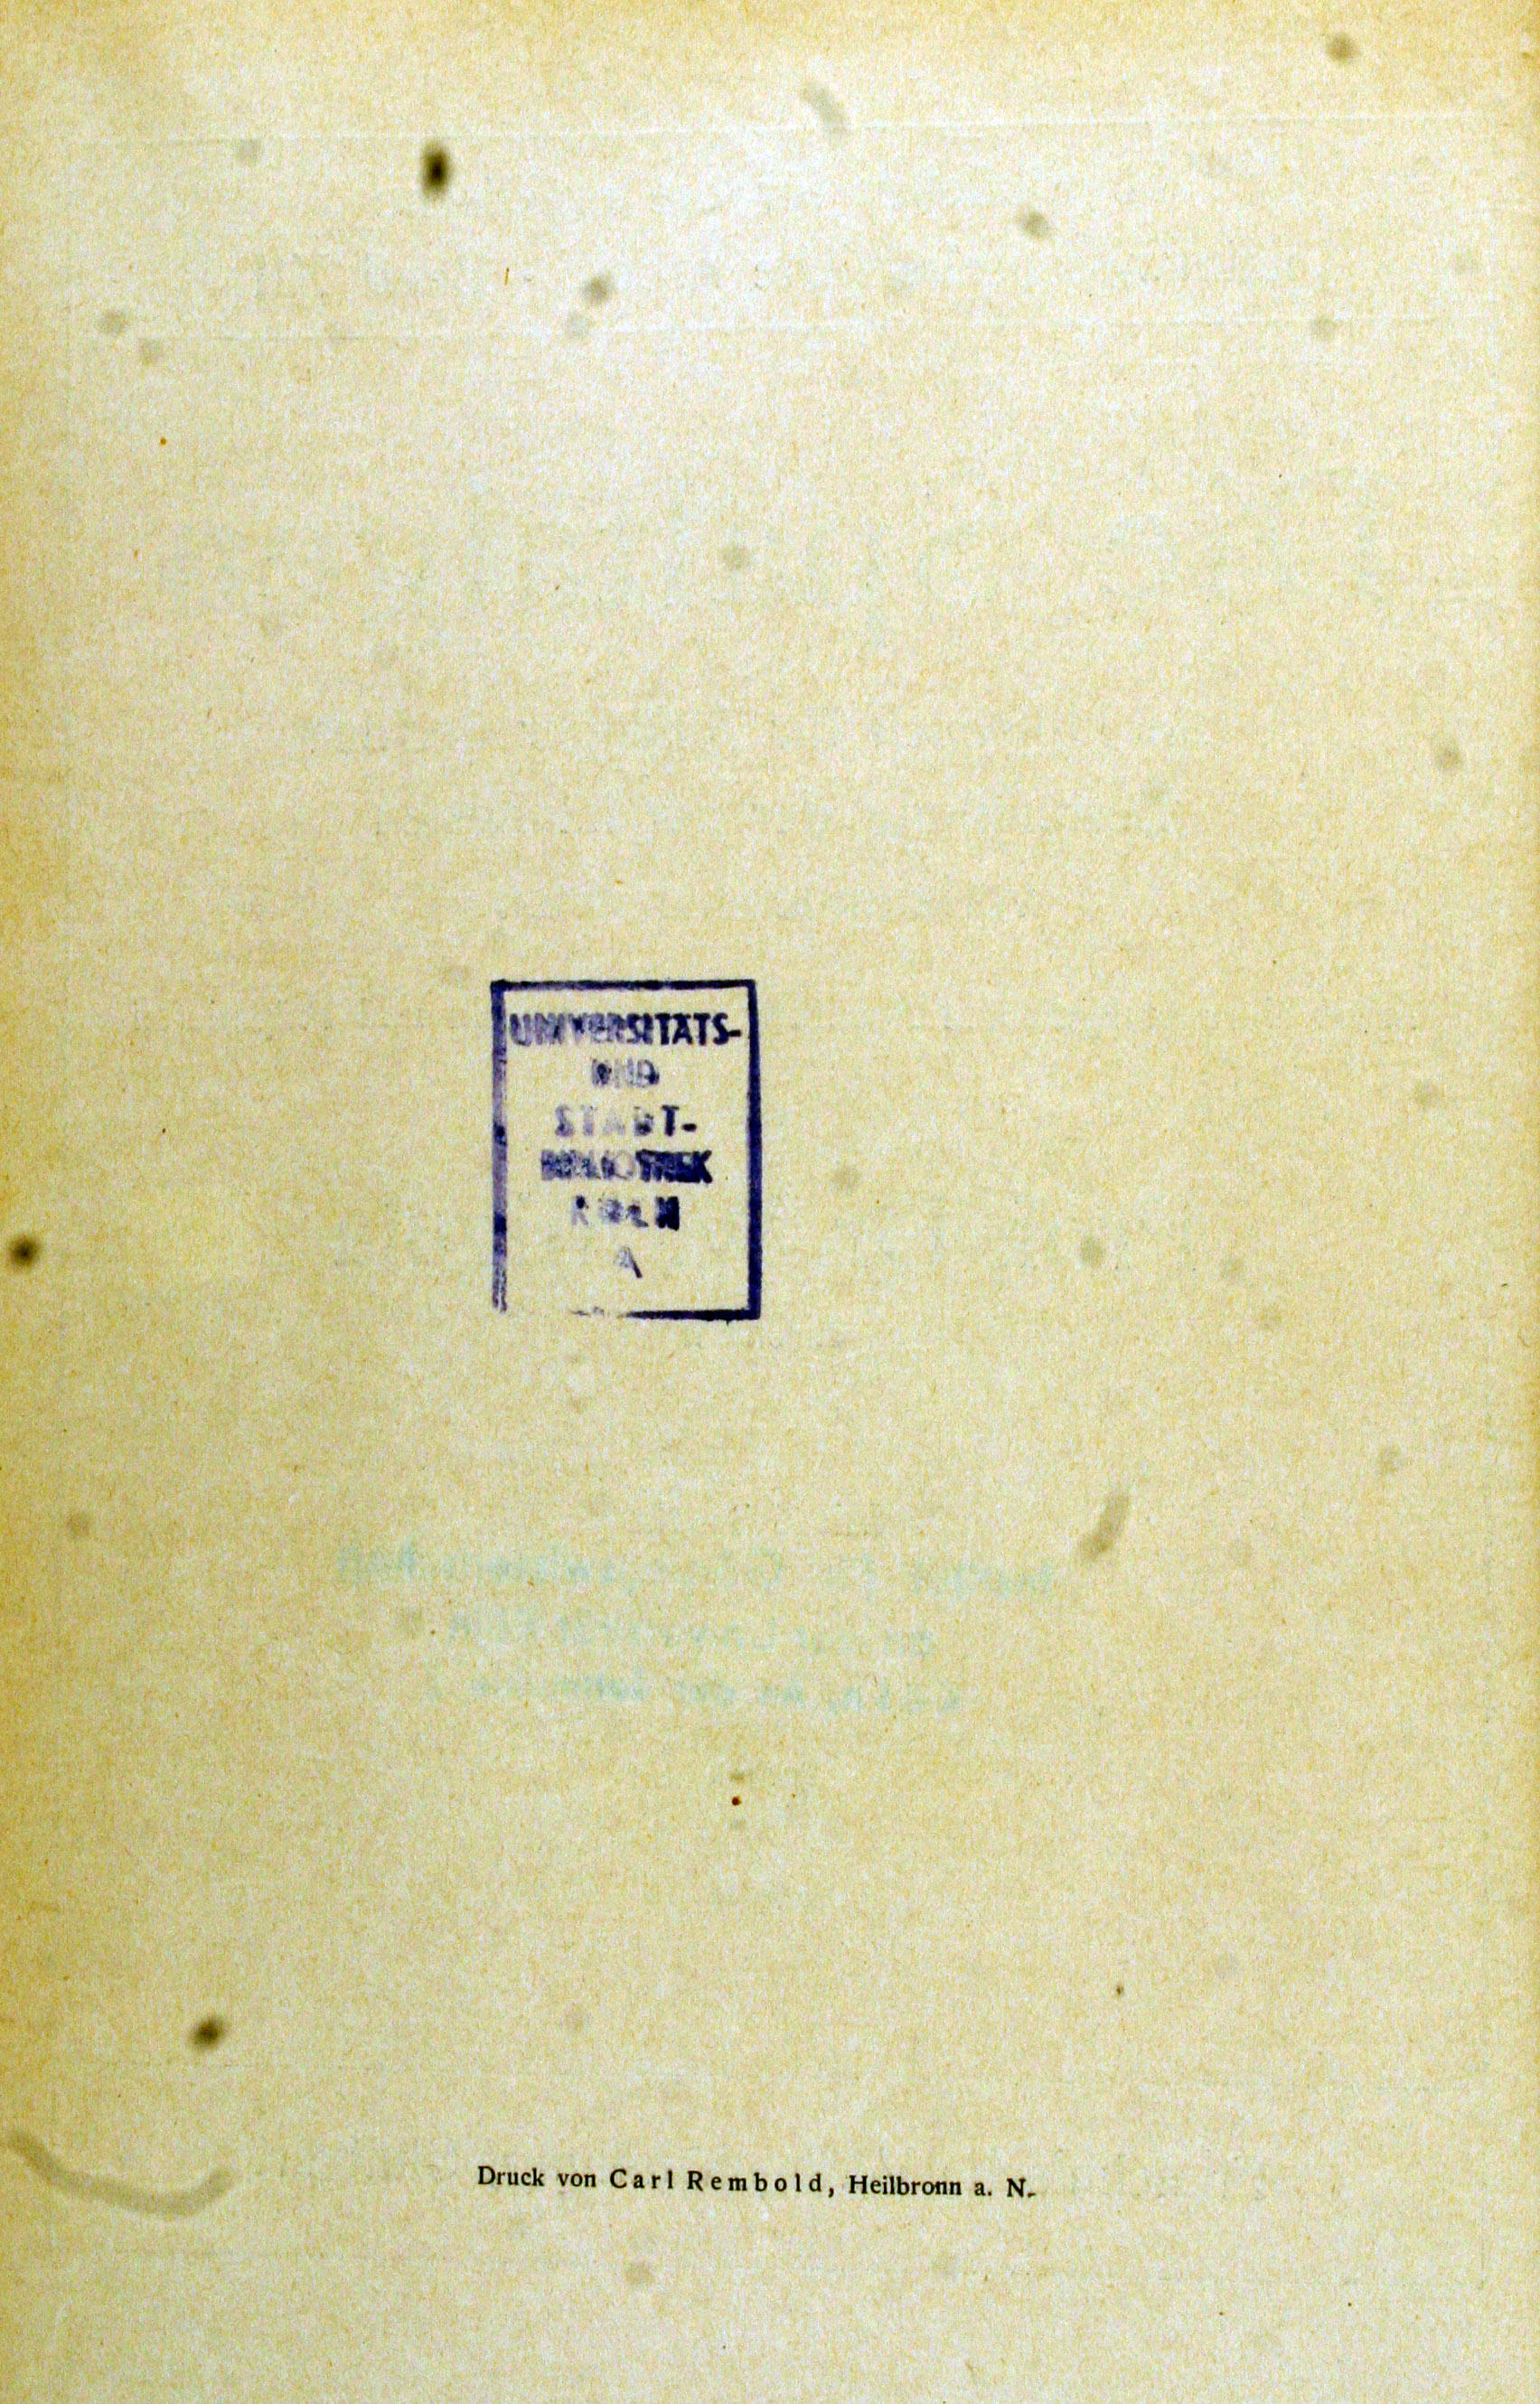 UNIVERSITÄTS-
UND
STADT-
BIBLIOTHEK
KÖLN
Druck von Carl Rembold, Heilbronn a. N.